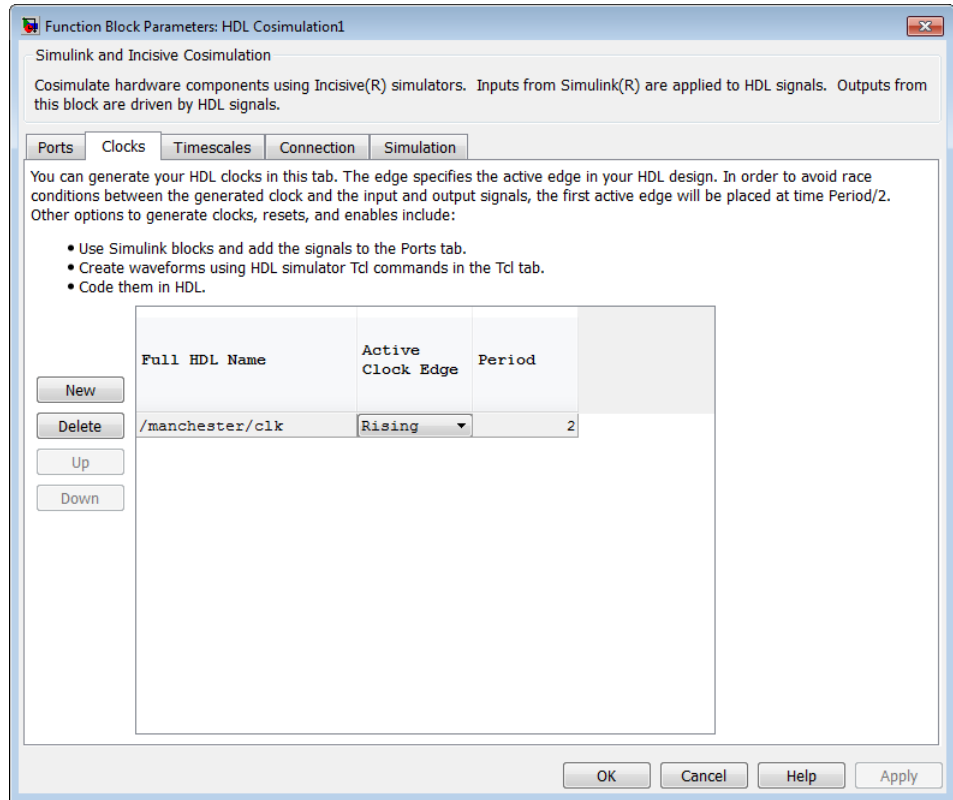 Function Block Parameters: HDL Cosimulation1
Simulink and Incisive Cosimulation
Cosimulate hardware components using Incisive(R) simulators. Inputs from Simulink(R) are applied to HDL signals. Outputs from
this block are driven by HDL signals.
Ports Clocks Timescales Connection Simulation
You can generate your HDL clocks in this tab. The edge specifies the active edge in your HDL design. In order to avoid race
conditions between the generated clock and the input and output signals, the first active edge will be placed at time Period/2.
Other options to generate clocks, resets, and enables include:
• Use Simulink blocks and add the signals to the Ports tab.
• Create waveforms using HDL simulator Tcl commands in the Tcl tab.
• Code them in HDL.
Full HDL Name
Active
Clock Edge
Period
New
Delete
/manchester/clk Rising 2
Up
Down
OK Cancel Help Apply